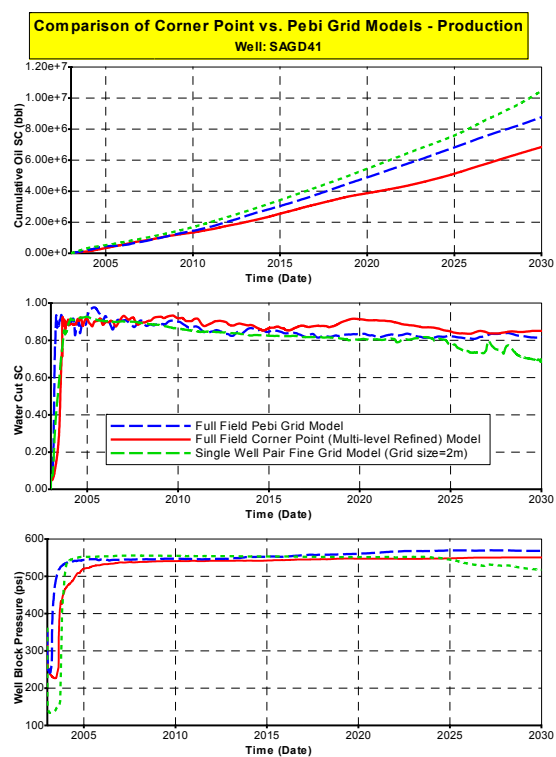 Comparison of Corner Point vs. Pebi Grid Models - Production
Well: SAGD41
Cumulative Oil SC (bbl)
1.20e+7
1.00e+7
8.00e+6
6.00e+6
4.00e+6
2.00e+6
0.00e+0
2005 2010 2015 2020 2025 2030
Time (Date)
Water Cut SC
1.00
0.80
0.60
0.40
0.20
0.00
Full Field Pebi Grid Model
Full Field Corner Point (Multi-level Refined) Model
Single Well Pair Fine Grid Model (Grid size=2m)
2005 2010 2015 2020 2025 2030
Time (Date)
Well Block Pressure (psi)
600
500
400
300
200
100
2005 2010 2015 2020 2025 2030
Time (Date)